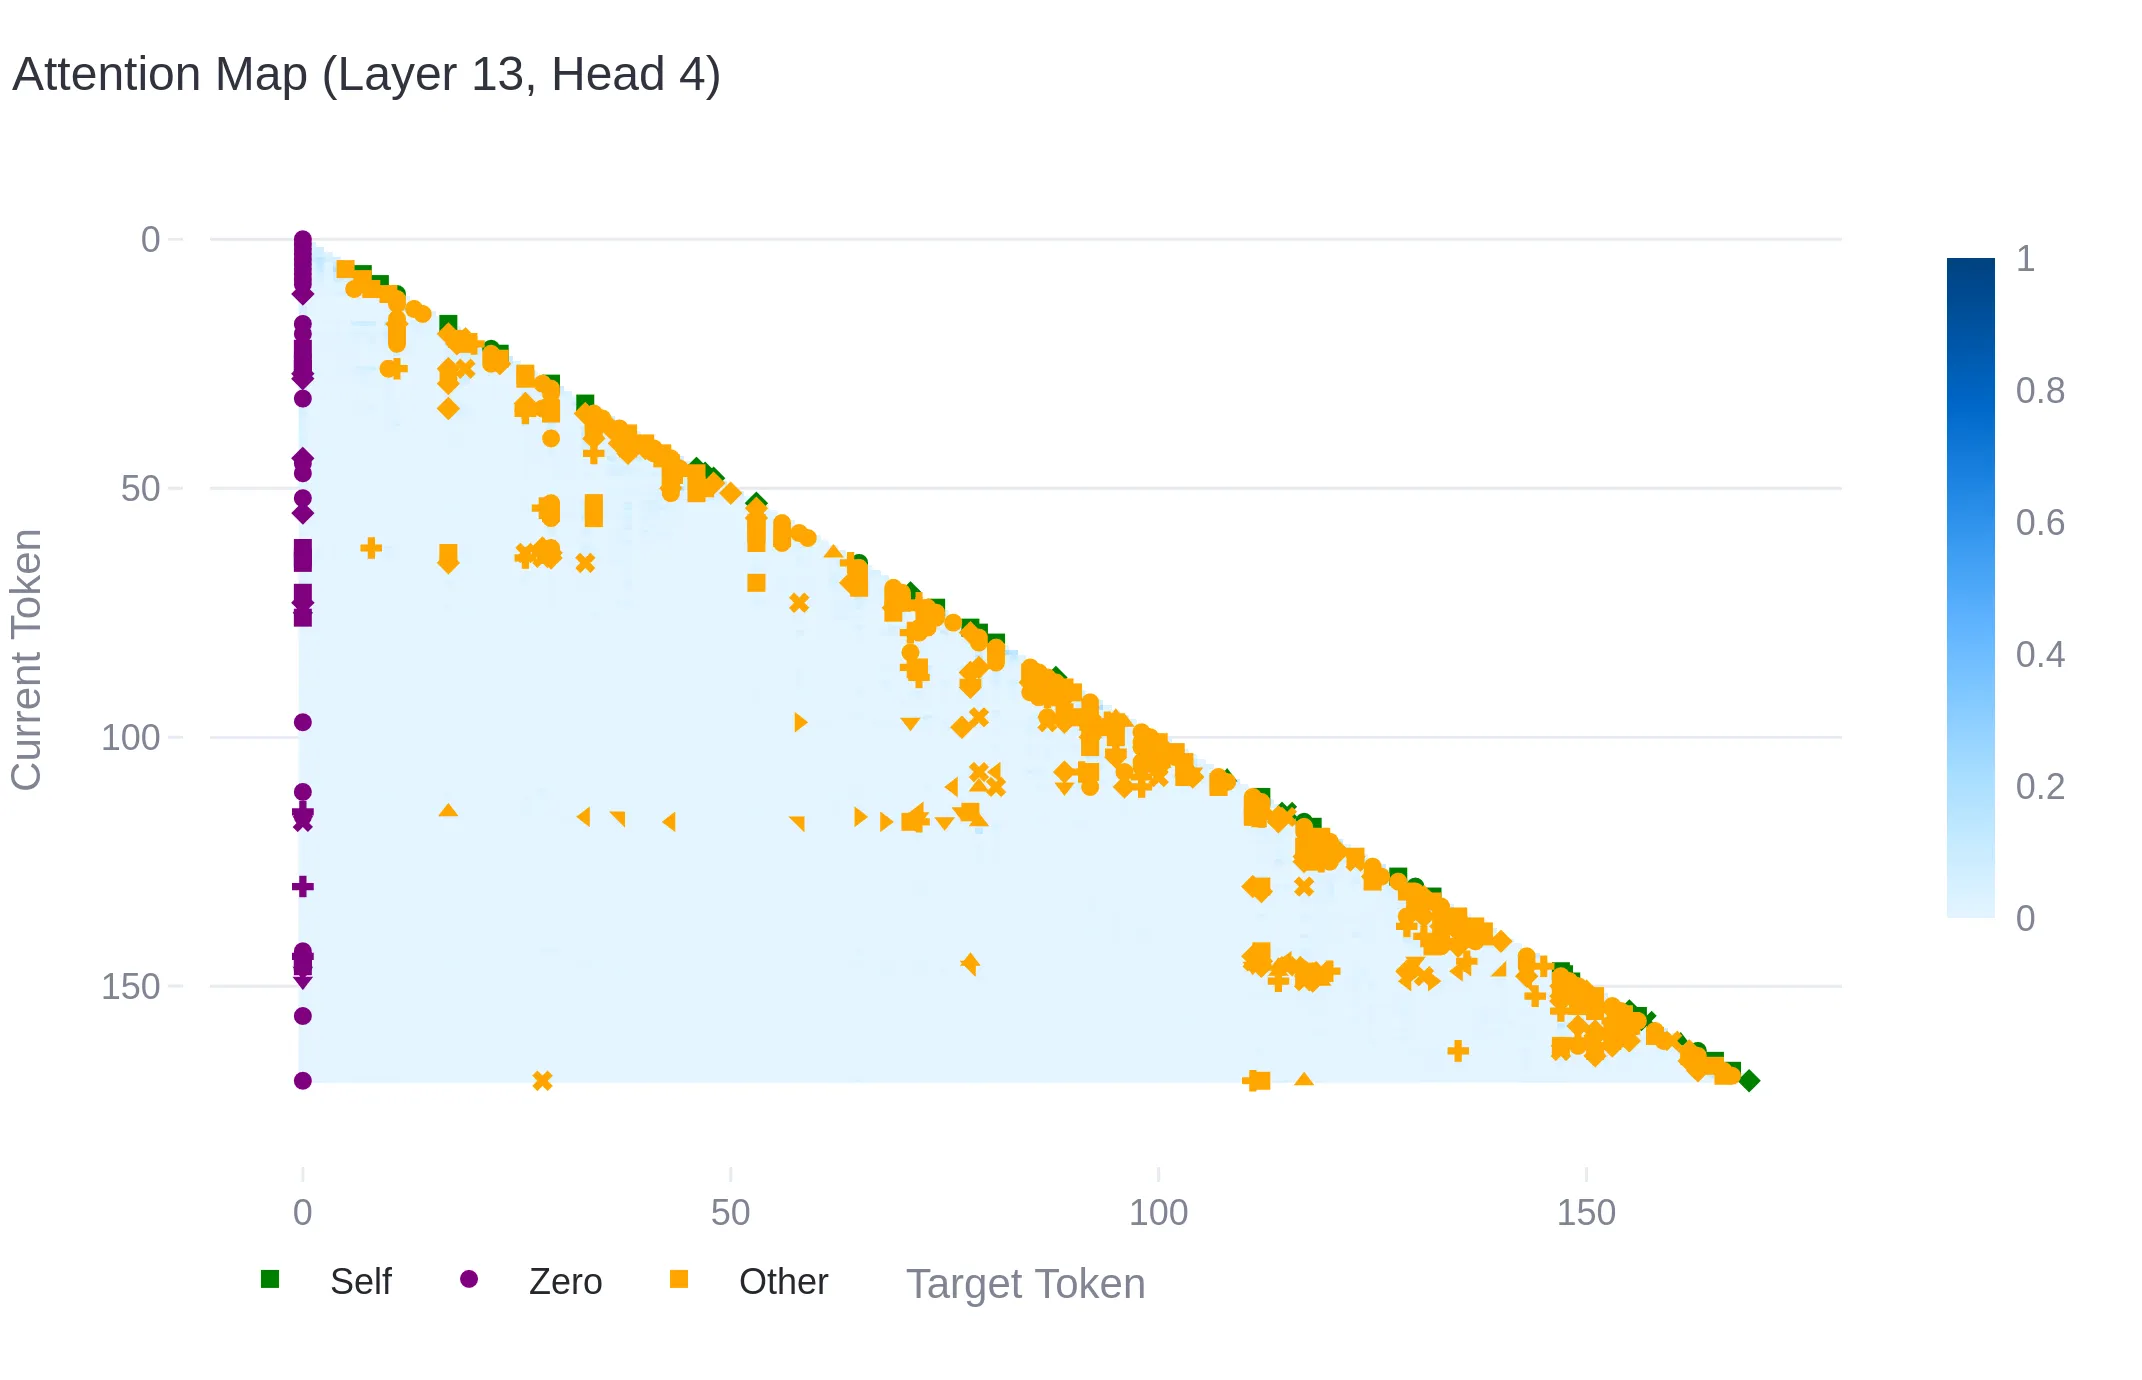 Attention Map (Layer 13, Head 4)
0
50
100
150
Current Token
1
0.8
0.6
0.4
0.2
0
0
50
100
150
Self
Zero
Other
Target Token